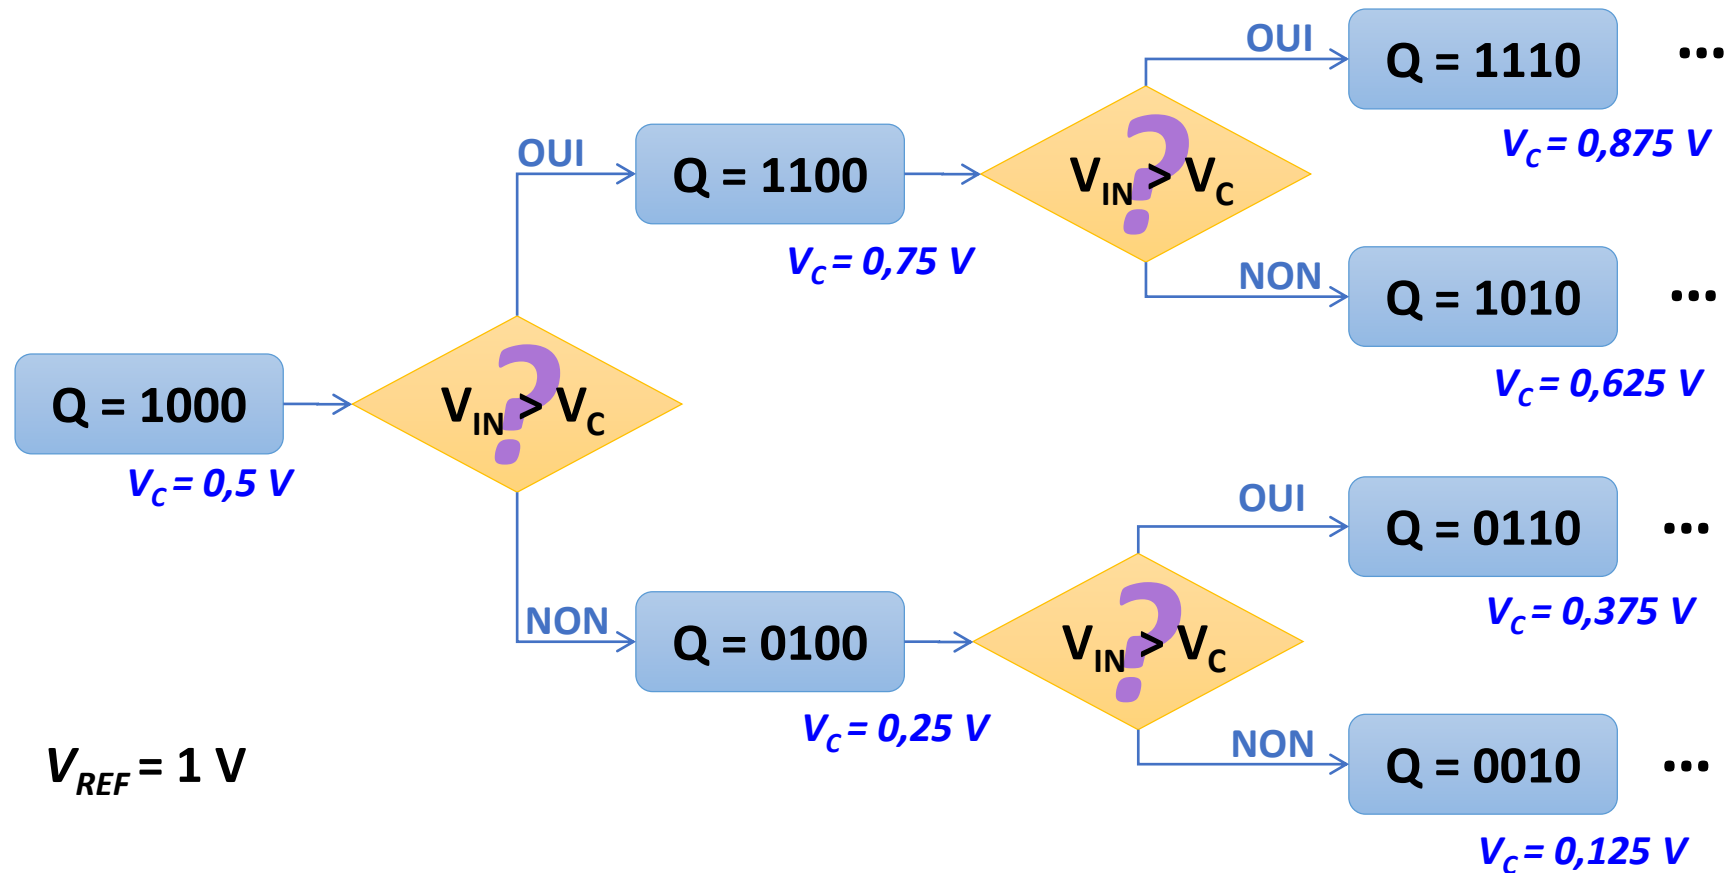 OUI
Q = 1110
...
V_C = 0,875 V
OUI
Q = 1100
V_IN > V_C
?
V_C = 0,75 V
NON
Q = 1010
...
V_C = 0,625 V
Q = 1000
V_IN > V_C
?
V_C = 0,5 V
OUI
Q = 0110
...
V_C = 0,375 V
NON
Q = 0100
V_IN > V_C
?
V_C = 0,25 V
NON
Q = 0010
...
V_C = 0,125 V
V_REF = 1 V